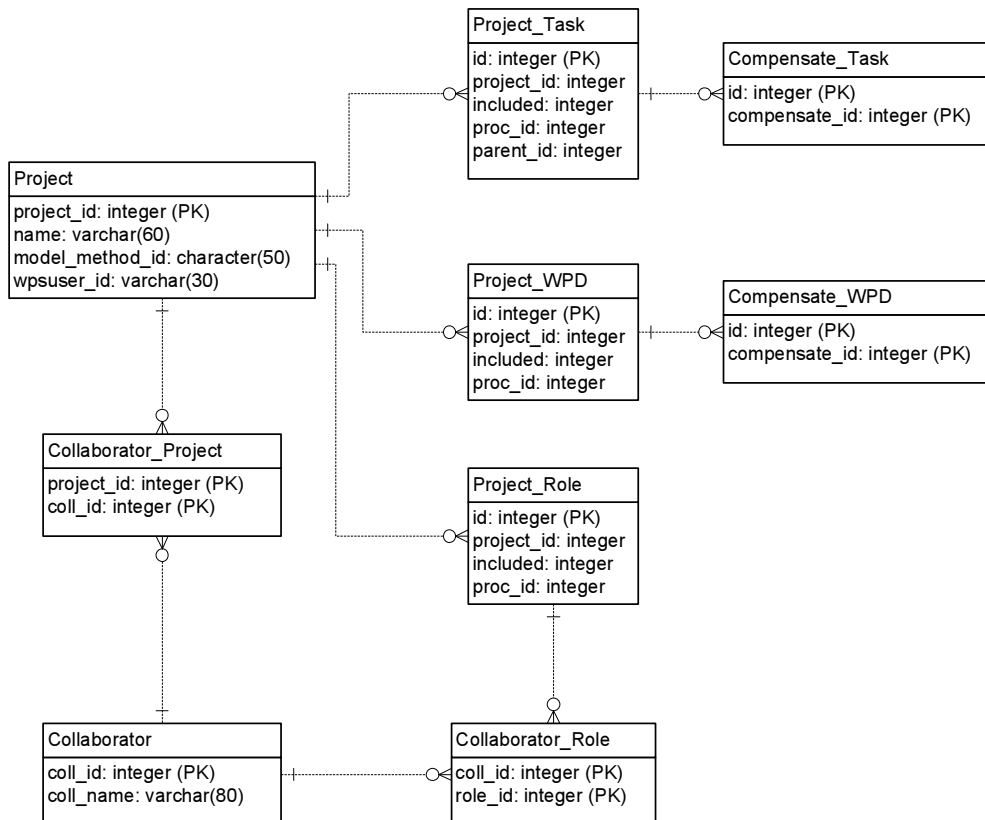 Project_Task
id: integer (PK)
project_id: integer
included: integer
proc_id: integer
parent_id: integer
Compensate_Task
id: integer (PK)
compensate_id: integer (PK)
Project
project_id: integer (PK)
name: varchar(60)
model_method_id: character(50)
wpsuser_id: varchar(30)
Project_WPD
id: integer (PK)
project_id: integer
included: integer
proc_id: integer
Compensate_WPD
id: integer (PK)
compensate_id: integer (PK)
Collaborator_Project
project_id: integer (PK)
coll_id: integer (PK)
Project_Role
id: integer (PK)
project_id: integer
included: integer
proc_id: integer
Collaborator
coll_id: integer (PK)
coll_name: varchar(80)
Collaborator_Role
coll_id: integer (PK)
role_id: integer (PK)